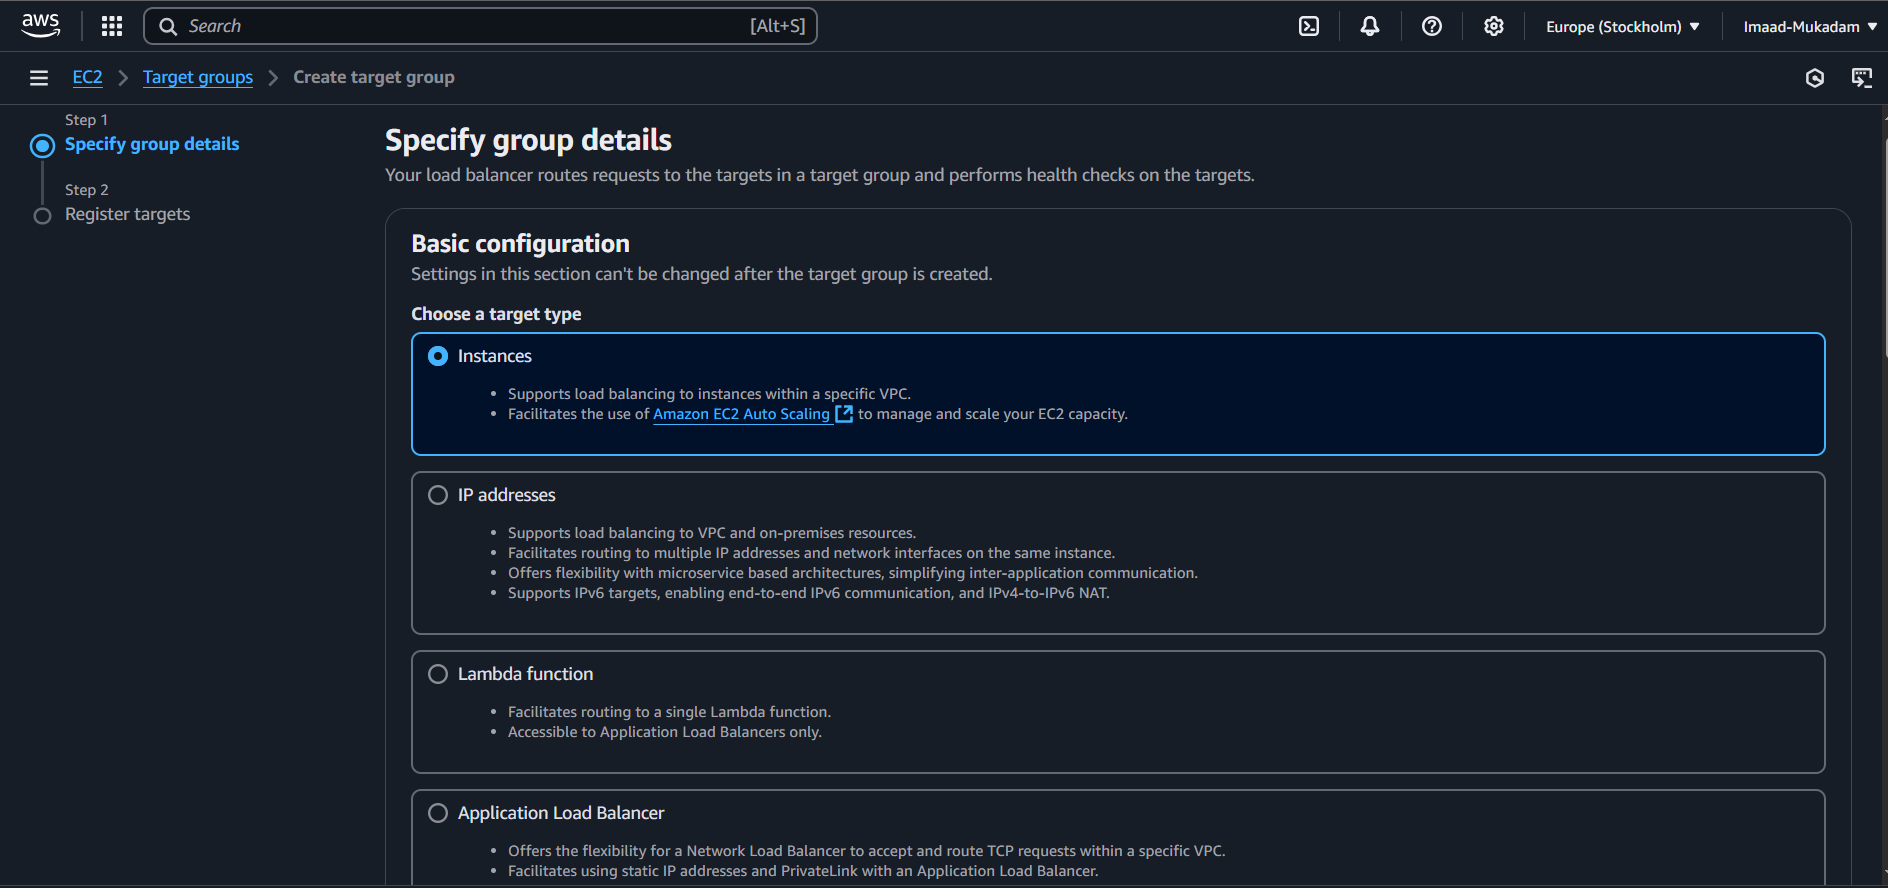 aws
Search [Alt+S]
Europe (Stockholm)
Imaad-Mukadam
EC2
Target groups
Create target group
Step 1
Specify group details
Step 2
Register targets
Specify group details
Your load balancer routes requests to the targets in a target group and performs health checks on the targets.
Basic configuration
Settings in this section can't be changed after the target group is created.
Choose a target type
Instances
• Supports load balancing to instances within a specific VPC.
• Facilitates the use of Amazon EC2 Auto Scaling to manage and scale your EC2 capacity.
IP addresses
• Supports load balancing to VPC and on-premises resources.
• Facilitates routing to multiple IP addresses and network interfaces on the same instance.
• Offers flexibility with microservice based architectures, simplifying inter-application communication.
• Supports IPv6 targets, enabling end-to-end IPv6 communication, and IPv4-to-IPv6 NAT.
Lambda function
• Facilitates routing to a single Lambda function.
• Accessible to Application Load Balancers only.
Application Load Balancer
• Offers the flexibility for a Network Load Balancer to accept and route TCP requests within a specific VPC.
• Facilitates using static IP addresses and PrivateLink with an Application Load Balancer.